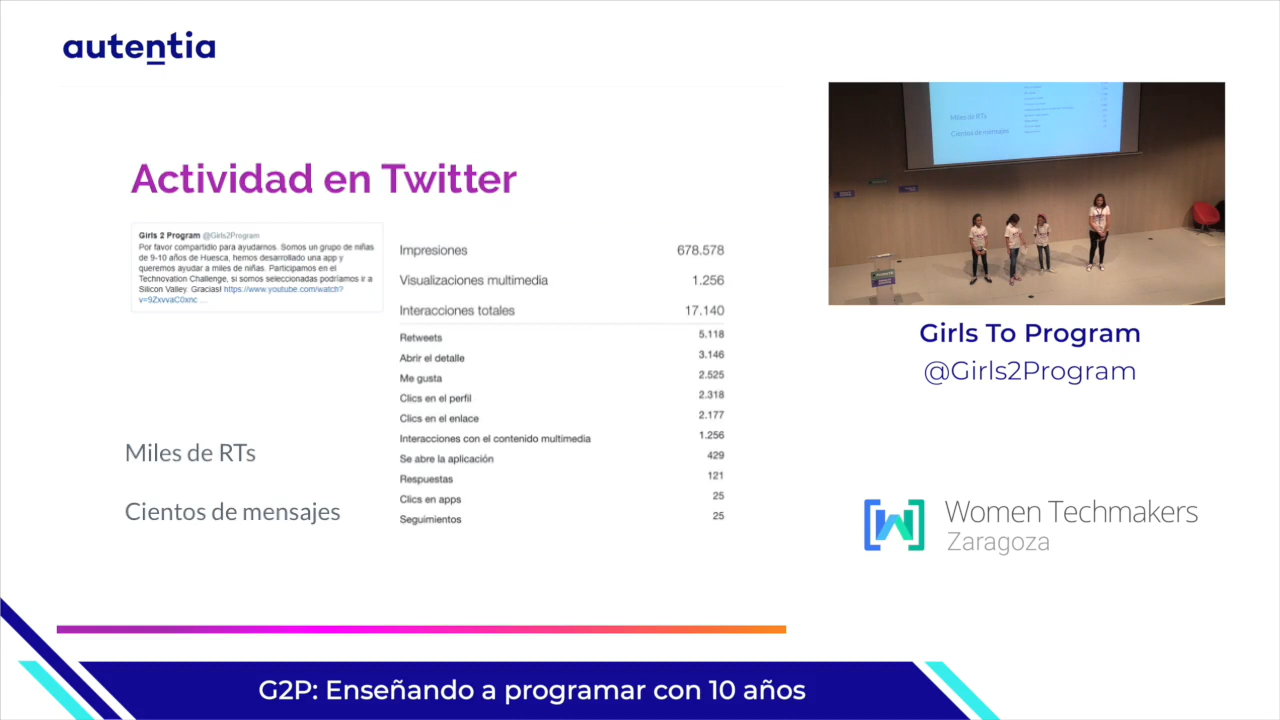 autentia
Actividad en Twitter
Girls 2 Program @Girls2Program
Por favor compartidlo para ayudarnos. Somos un grupo de niñas
de 9-10 años de Huesca, hemos desarrollado una app y
queremos ayudar a miles de niñas. Participamos en el
Technovation Challenge, si somos seleccionadas podríamos ir a
Silicon Valley. Gracias! https://www.youtube.com/watch?
v=9ZxvvaC0xnc ...
Impresiones 678.578
Visualizaciones multimedia 1.256
Interacciones totales 17.140
Retweets 5.118
Abrir el detalle 3.146
Me gusta 2.525
Clics en el perfil 2.318
Clics en el enlace 2.177
Interacciones con el contenido multimedia 1.256
Se abre la aplicación 429
Respuestas 121
Clics en apps 25
Seguimientos 25
Miles de RTs
Cientos de mensajes
Miles de RTs
Cientos de mensajes
Girls To Program
@Girls2Program
Women Techmakers
Zaragoza
G2P: Enseñando a programar con 10 años